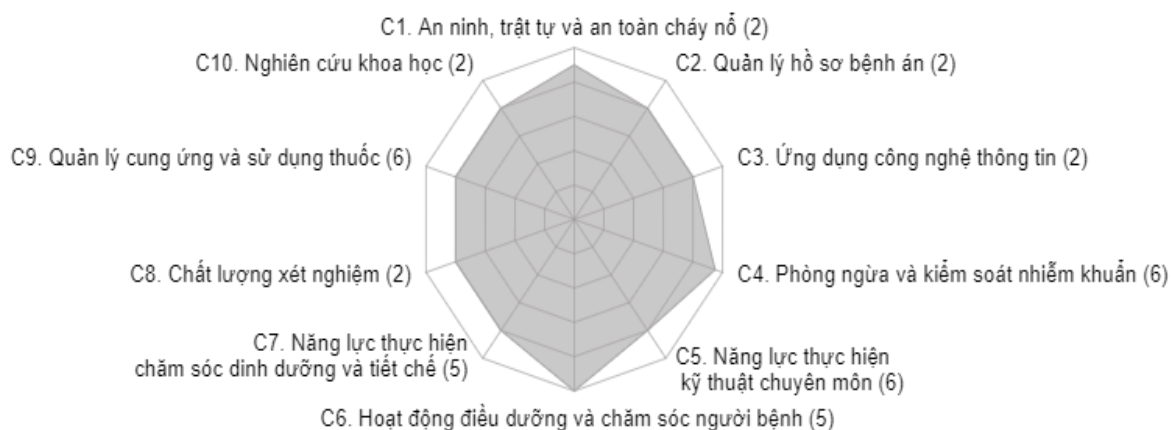 C1. An ninh, trật tự và an toàn cháy nổ (2)
C2. Quản lý hồ sơ bệnh án (2)
C3. Ứng dụng công nghệ thông tin (2)
C4. Phòng ngừa và kiểm soát nhiễm khuẩn (6)
C5. Năng lực thực hiện
kỹ thuật chuyên môn (6)
C6. Hoạt động điều dưỡng và chăm sóc người bệnh (5)
C7. Năng lực thực hiện
chăm sóc dinh dưỡng và tiết chế (5)
C8. Chất lượng xét nghiệm (2)
C9. Quản lý cung ứng và sử dụng thuốc (6)
C10. Nghiên cứu khoa học (2)